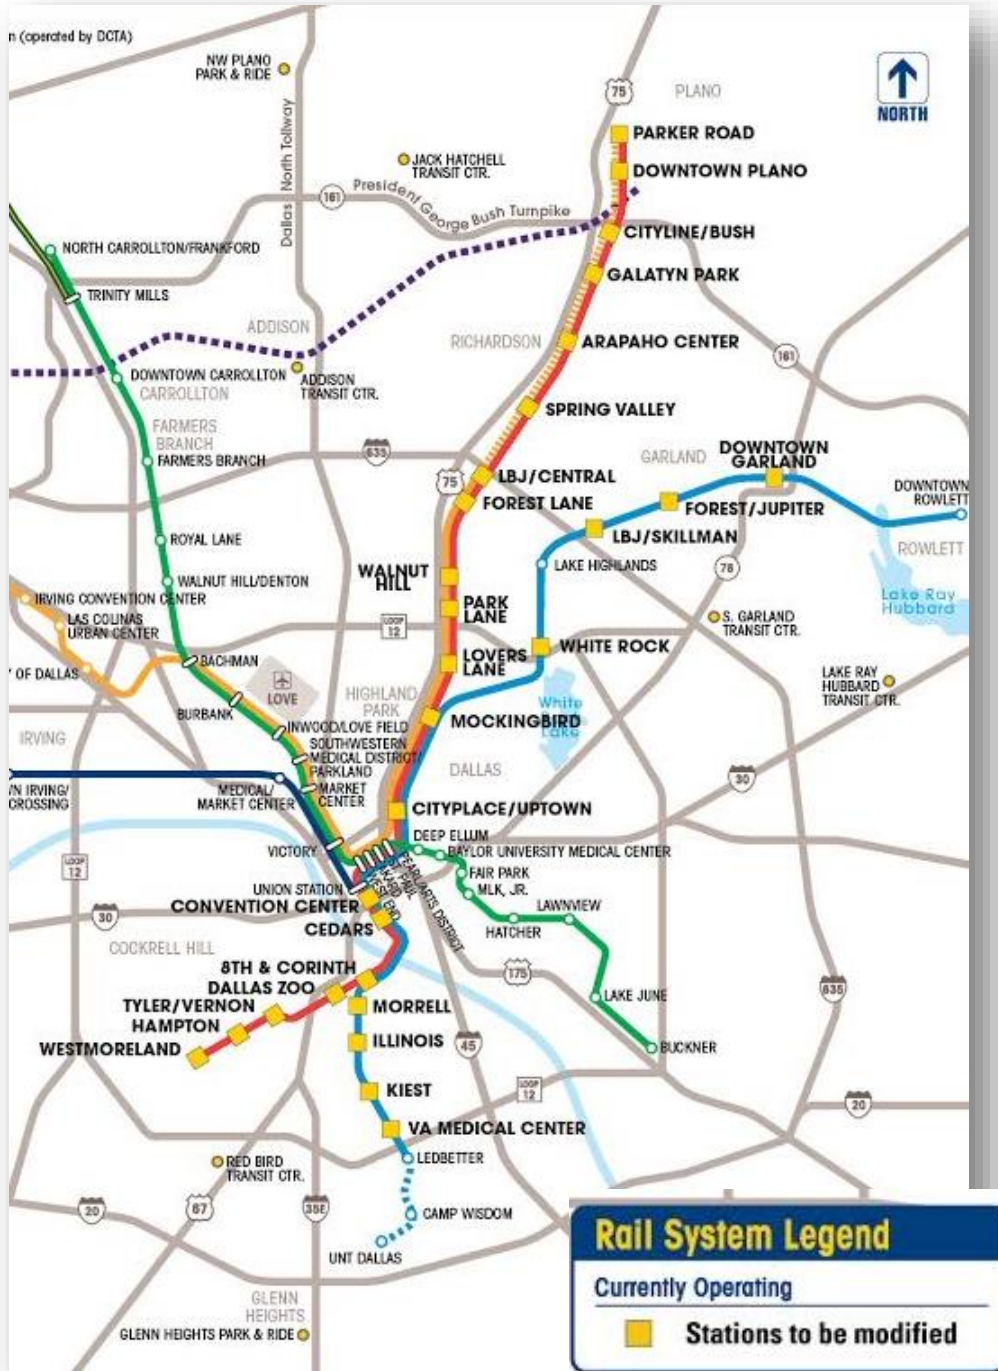 n (operated by DCTA)
NW PLANO
PARK & RIDE
75
PLANO
NORTH
PARKER ROAD
JACK HATCHELL
TRANSIT CTR.
DOWNTOWN PLANO
Dallas North Tollway
161
President George Bush Turnpike
CITYLINE/BUSH
NORTH CARROLLTON/FRANKFORD
GALATYN PARK
TRINITY MILLS
ADDISON
RICHARDSON
ARAPAHO CENTER
161
DOWNTOWN CARROLLTON
ADDISON
TRANSIT CTR.
CARROLLTON
SPRING VALLEY
FARMERS
BRANCH
FARMERS BRANCH
635
GARLAND
DOWNTOWN
GARLAND
75
LBJ/CENTRAL
FOREST LANE
DOWNTOWN
ROWLETT
FOREST/JUPITER
LBJ/SKILLMAN
ROYAL LANE
ROWLETT
LAKE HIGHLANDS
78
WALNUT
HILL
WALNUT HILL/DENTON
IRVING CONVENTION CENTER
LAS COLINAS
URBAN CENTER
LOOP
12
PARK
LANE
S. GARLAND
TRANSIT CTR.
Lake Ray
Hubbard
WHITE ROCK
LOVERS
LANE
BACHMAN
Y OF DALLAS
LOVE
HIGHLAND
PARK
LAKE RAY
HUBBARD
TRANSIT CTR.
BURBANK
MOCKINGBIRD
White
Lake
INWOOD/LOVE FIELD
IRVING
SOUTHWESTERN
MEDICAL DISTRICT/
PARKLAND
DALLAS
30
WN IRVING/
CROSSING
MEDICAL/
MARKET CENTER
MARKET
CENTER
CITYPLACE/UPTOWN
DEEP ELLUM
VICTORY
BAYLOR UNIVERSITY MEDICAL CENTER
LOOP
12
FAIR PARK
PEARL/ARTS DISTRICT
ST. PAUL
AKARD
WEST END
UNION STATION
MLK, JR.
CONVENTION CENTER
LAWNVIEW
30
CEDARS
HATCHER
COCKRELL HILL
175
8TH & CORINTH
DALLAS ZOO
635
LAKE JUNE
TYLER/VERNON
MORRELL
HAMPTON
WESTMORELAND
ILLINOIS
45
BUCKNER
KIEST
LOOP
12
20
VA MEDICAL CENTER
LEDBETTER
RED BIRD
TRANSIT CTR.
20
67
35E
CAMP WISDOM
UNT DALLAS
Rail System Legend
Currently Operating
GLENN
HEIGHTS
GLENN HEIGHTS PARK & RIDE
Stations to be modified